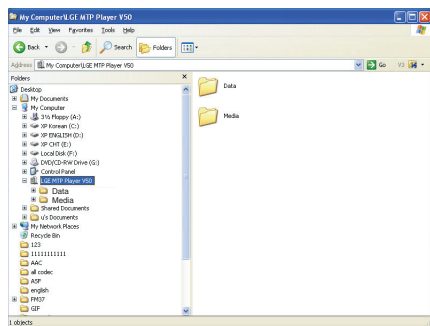 My Computer\LGE MTP Player V50
File Edit View Favorites Tools Help
Back Search Folders
Address My Computer\LGE MTP Player V50 Go V3
Folders
Desktop
My Documents
My Computer
3½ Floppy (A:)
XP Korean (C:)
XP ENGLISH (D:)
XP CHT (E:)
Local Disk (F:)
DVD/CD-RW Drive (G:)
Control Panel
LGE MTP Player V50
Data
Media
Shared Documents
u's Documents
My Network Places
Recycle Bin
123
11111111111
AAC
all codec
ASF
english
FM37
GIF
Data
Media
1 objects